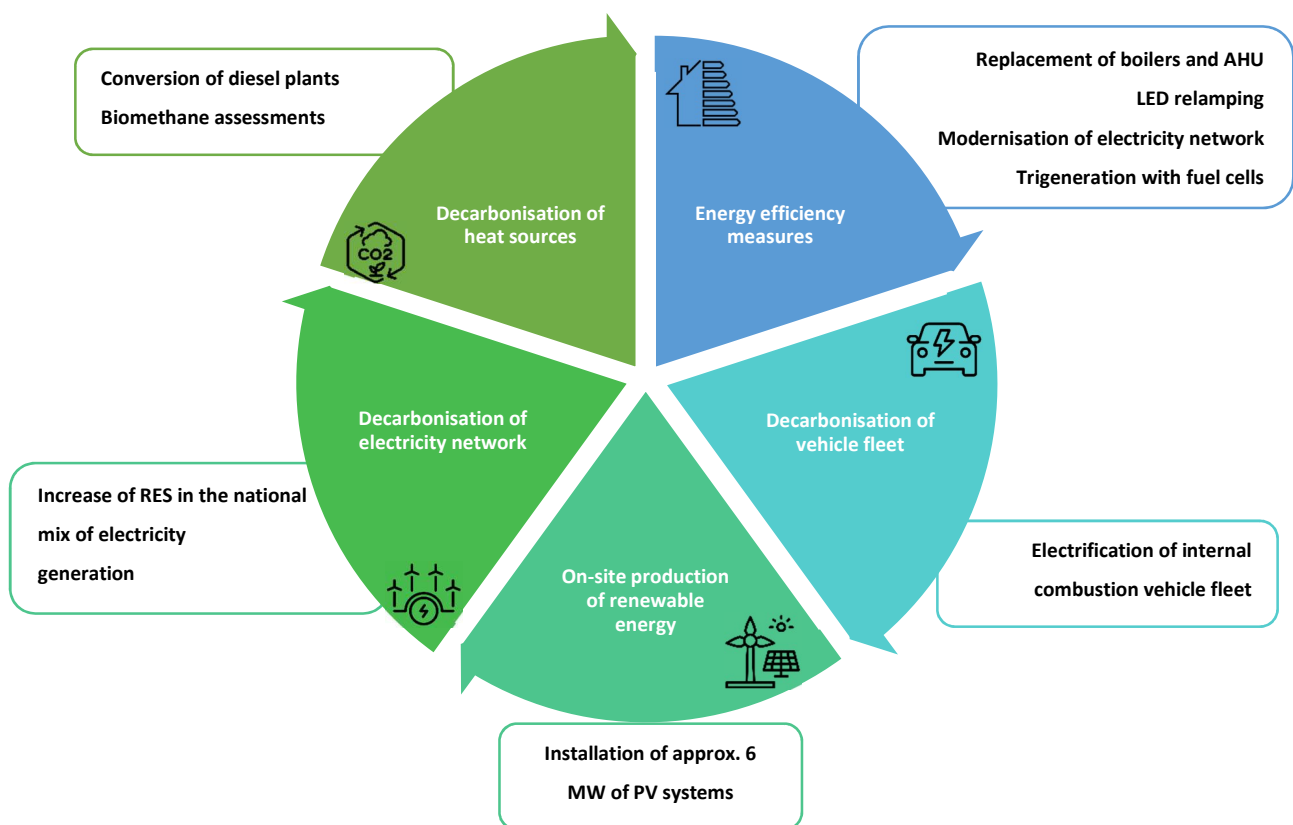 Conversion of diesel plants
Biomethane assessments
Replacement of boilers and AHU
LED relamping
Modernisation of electricity network
Trigeneration with fuel cells
Decarbonisation of
heat sources
Energy efficiency
measures
CO2
Decarbonisation of
electricity network
Decarbonisation of
vehicle fleet
Increase of RES in the national
mix of electricity
generation
Electrification of internal
combustion vehicle fleet
On-site production
of renewable
energy
Installation of approx. 6
MW of PV systems